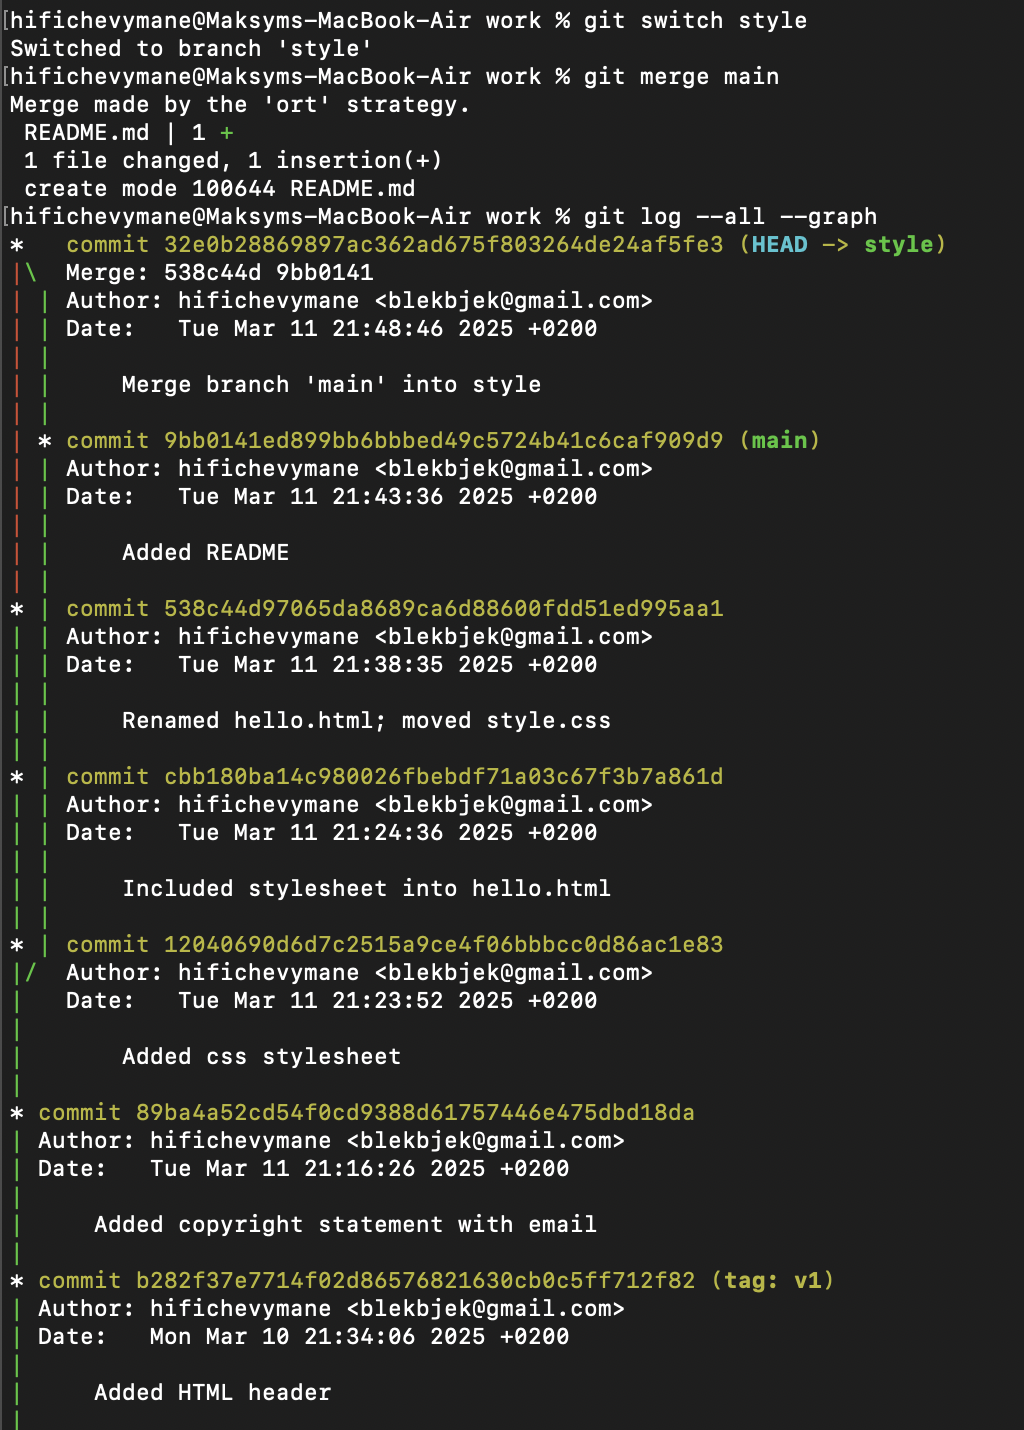 [hifichevymane@Maksyms-MacBook-Air work % git switch style
Switched to branch 'style'
[hifichevymane@Maksyms-MacBook-Air work % git merge main
Merge made by the 'ort' strategy.
 README.md | 1 +
 1 file changed, 1 insertion(+)
 create mode 100644 README.md
[hifichevymane@Maksyms-MacBook-Air work % git log --all --graph
*   commit 32e0b28869897ac362ad675f803264de24af5fe3 (HEAD -> style)
|\  Merge: 538c44d 9bb0141
| | Author: hifichevymane <blekbjek@gmail.com>
| | Date:   Tue Mar 11 21:48:46 2025 +0200
| |
| |     Merge branch 'main' into style
| |
| * commit 9bb0141ed899bb6bbbed49c5724b41c6caf909d9 (main)
| | Author: hifichevymane <blekbjek@gmail.com>
| | Date:   Tue Mar 11 21:43:36 2025 +0200
| |
| |     Added README
| |
* | commit 538c44d97065da8689ca6d88600fdd51ed995aa1
| | Author: hifichevymane <blekbjek@gmail.com>
| | Date:   Tue Mar 11 21:38:35 2025 +0200
| |
| |     Renamed hello.html; moved style.css
| |
* | commit cbb180ba14c980026fbebdf71a03c67f3b7a861d
| | Author: hifichevymane <blekbjek@gmail.com>
| | Date:   Tue Mar 11 21:24:36 2025 +0200
| |
| |     Included stylesheet into hello.html
| |
* | commit 12040690d6d7c2515a9ce4f06bbbcc0d86ac1e83
|/  Author: hifichevymane <blekbjek@gmail.com>
|   Date:   Tue Mar 11 21:23:52 2025 +0200
|
|       Added css stylesheet
|
* commit 89ba4a52cd54f0cd9388d61757446e475dbd18da
| Author: hifichevymane <blekbjek@gmail.com>
| Date:   Tue Mar 11 21:16:26 2025 +0200
|
|     Added copyright statement with email
|
* commit b282f37e7714f02d86576821630cb0c5ff712f82 (tag: v1)
| Author: hifichevymane <blekbjek@gmail.com>
| Date:   Mon Mar 10 21:34:06 2025 +0200
|
|     Added HTML header
|